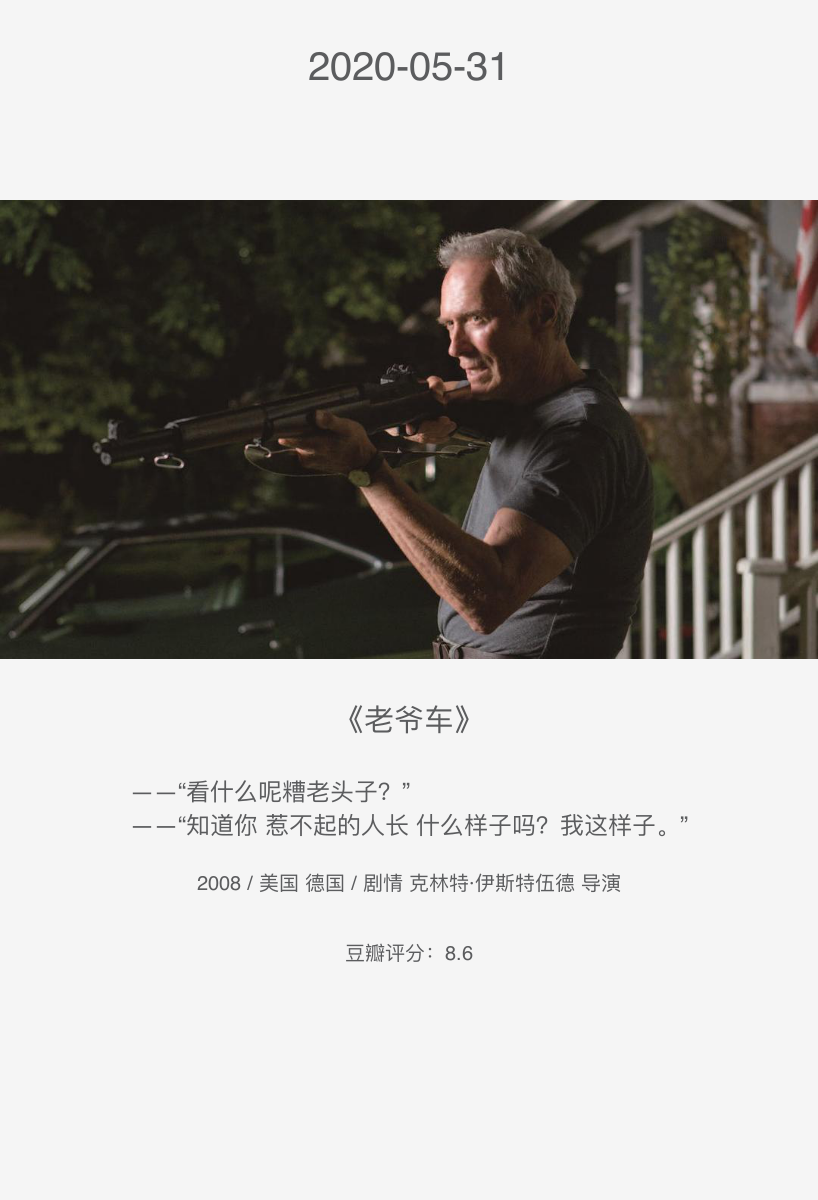 2020-05-31
《老爷车》
——“看什么呢糟老头子？”
——“知道你 惹不起的人长 什么样子吗？我这样子。”
2008 / 美国 德国 / 剧情 克林特·伊斯特伍德 导演
豆瓣评分：8.6